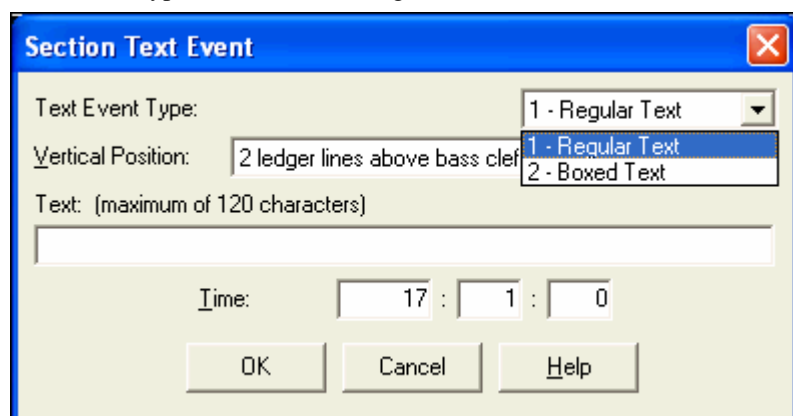 Section Text Event
Text Event Type: 1 - Regular Text
1 - Regular Text
Vertical Position: 2 ledger lines above bass clef
2 - Boxed Text
Text: (maximum of 120 characters)
Time: 17 : 1 : 0
OK Cancel Help